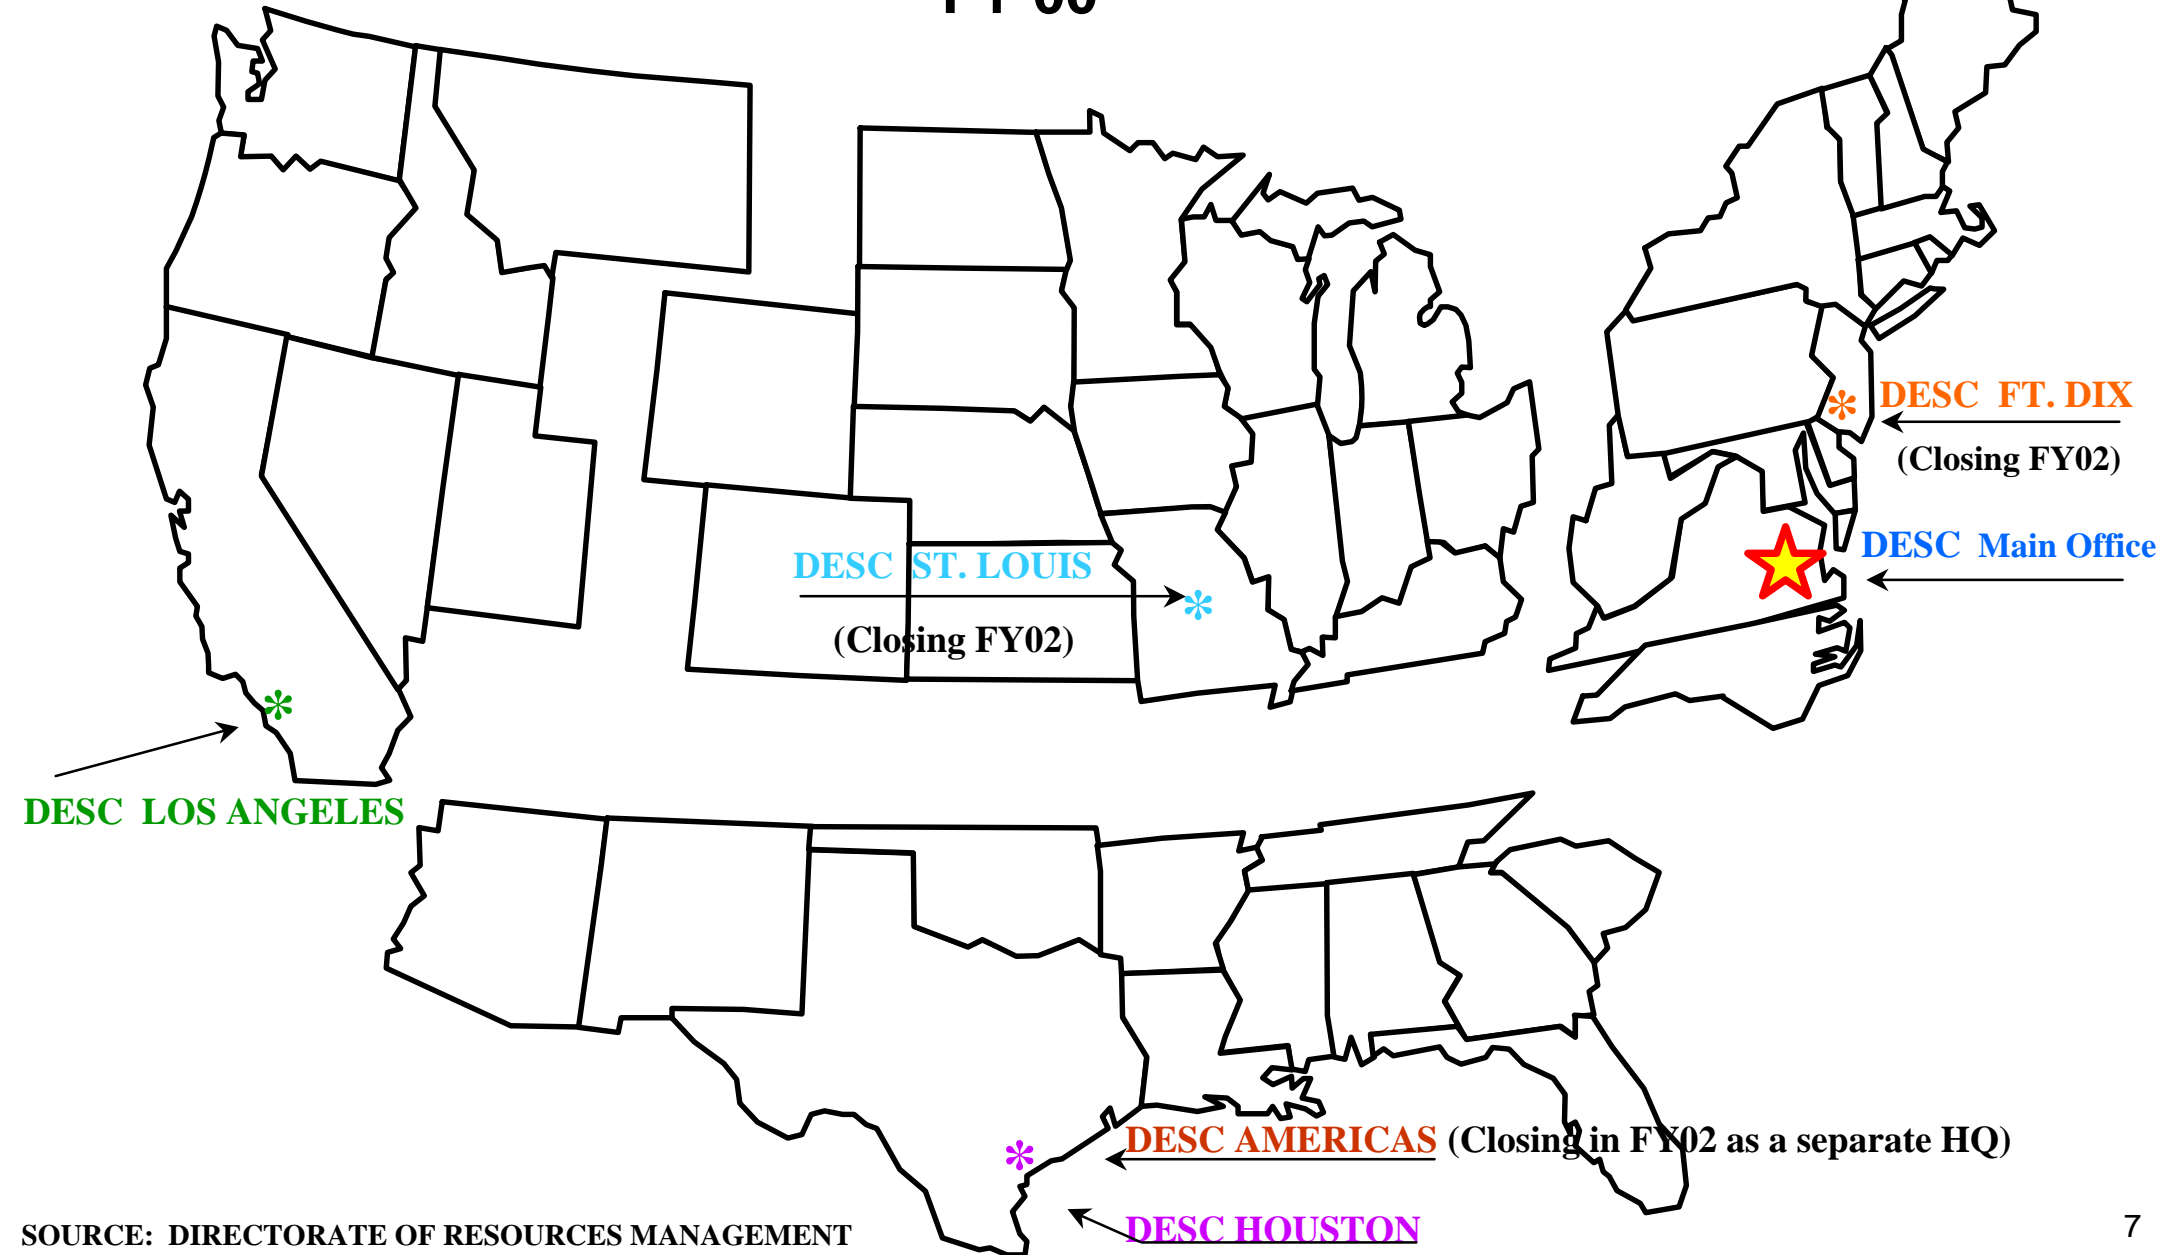 DESC FT. DIX
(Closing FY02)
DESC Main Office
DESC ST. LOUIS
(Closing FY02)
DESC LOS ANGELES
DESC AMERICAS (Closing in FY02 as a separate HQ)
DESC HOUSTON
SOURCE: DIRECTORATE OF RESOURCES MANAGEMENT
7